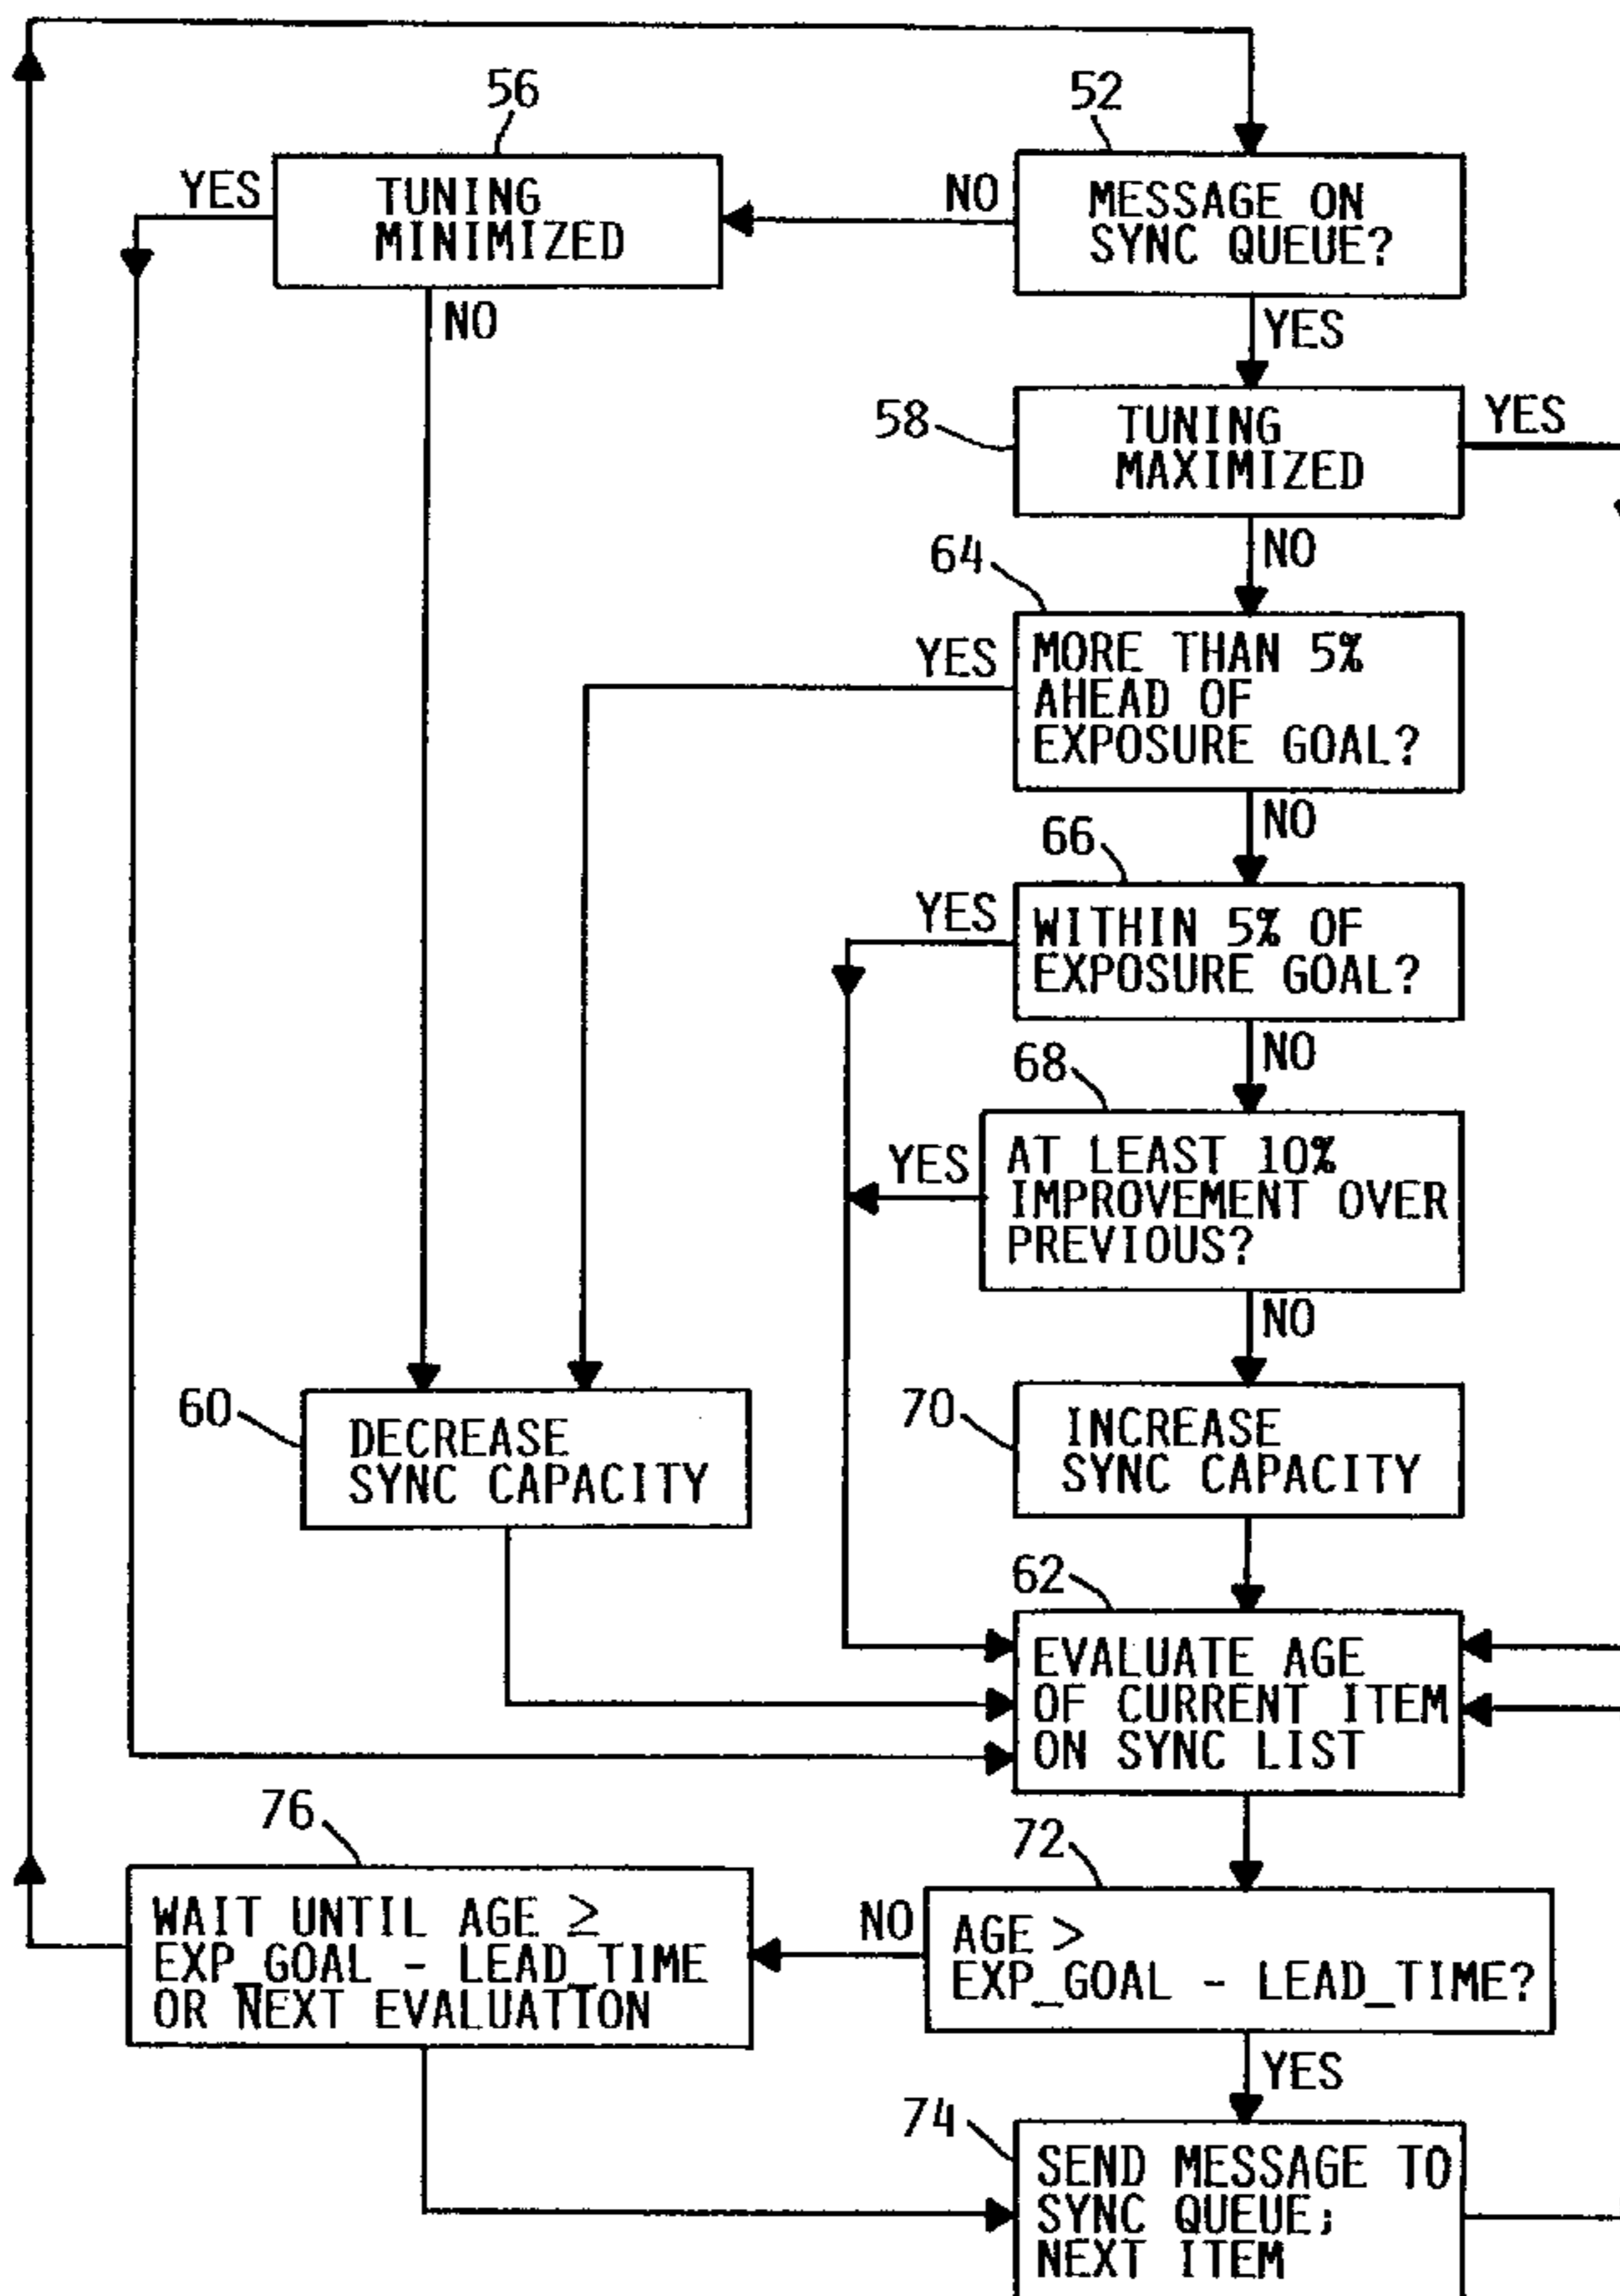 56
52
YES
TUNING
MINIMIZED
NO
MESSAGE ON
SYNC QUEUE?
NO
YES
58
TUNING
MAXIMIZED
YES
NO
64
YES
MORE THAN 5%
AHEAD OF
EXPOSURE GOAL?
NO
66
YES
WITHIN 5% OF
EXPOSURE GOAL?
NO
68
YES
AT LEAST 10%
IMPROVEMENT OVER
PREVIOUS?
NO
60
DECREASE
SYNC CAPACITY
70
INCREASE
SYNC CAPACITY
62
EVALUATE AGE
OF CURRENT ITEM
ON SYNC LIST
76
WAIT UNTIL AGE ≥
EXP_GOAL - LEAD_TIME
OR NEXT EVALUATION
72
NO
AGE >
EXP_GOAL - LEAD_TIME?
YES
74
SEND MESSAGE TO
SYNC QUEUE;
NEXT ITEM